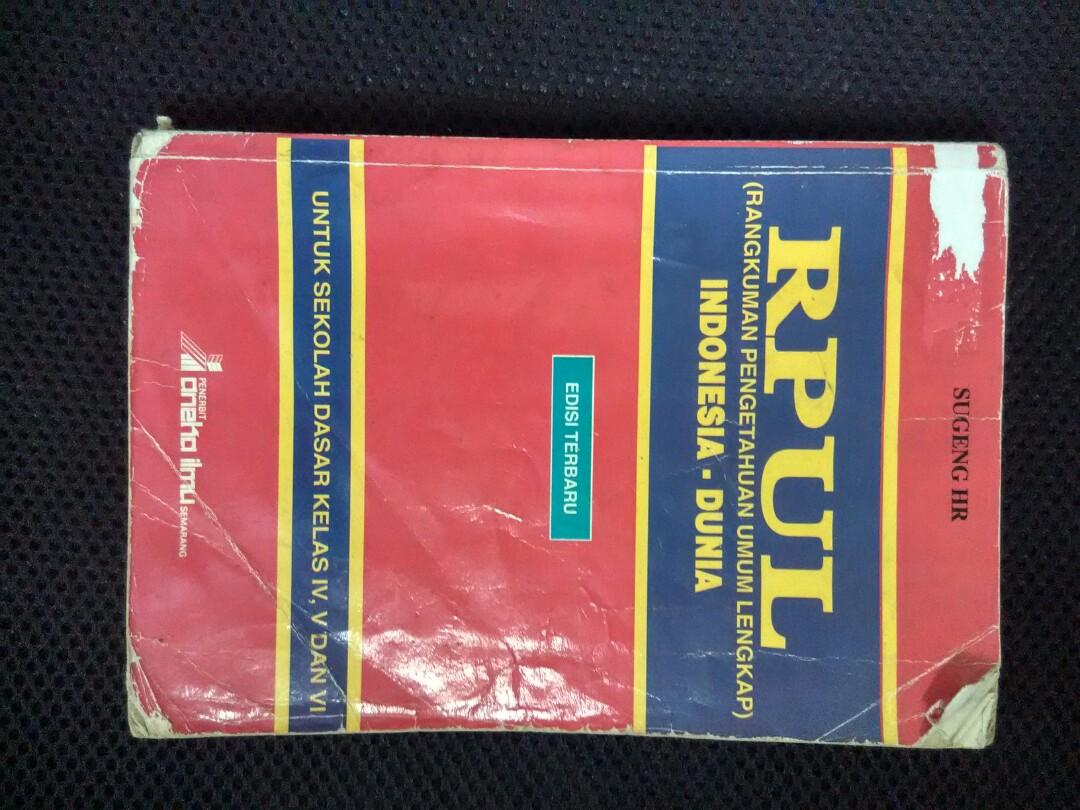 SUGENG HR
RPUL
(RANGKUMAN PENGETAHUAN UMUM LENGKAP)
INDONESIA - DUNIA
EDISI TERBARU
UNTUK SEKOLAH DASAR KELAS IV, V DAN VI
PENERBIT
aneka ilmu SEMARANG